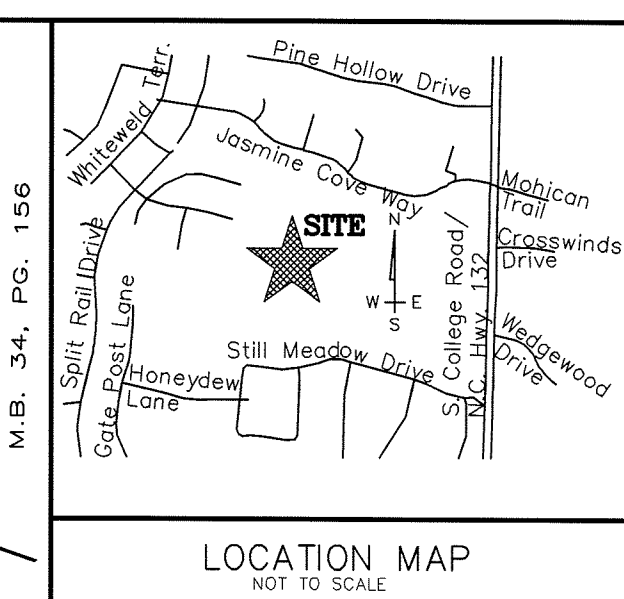 M.B. 34, PG. 156
Pine Hollow Drive
Whiteweld Terr.
Jasmine Cove Way
Mohican
Trail
SITE
N
W E
S
Crosswinds
Drive
S. College Road/
N.C. Hwy. 132
Split Rail Drive
Gate Post Lane
Still Meadow Drive
Wedgewood
Drive
Honeydew
Lane
LOCATION MAP
NOT TO SCALE